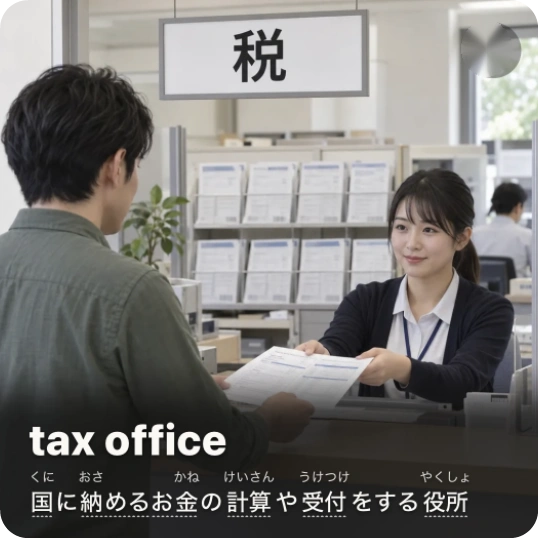 税
tax office
くに おさ かね けいさん うけつけ やくしょ
国に納めるお金の計算や受付をする役所